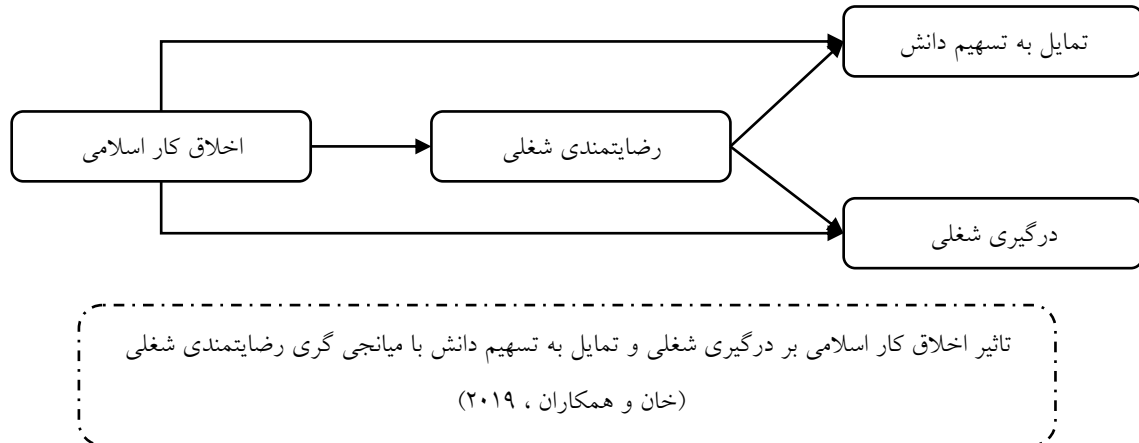 تمایل به تسهیم دانش
اخلاق کار اسلامی
رضایتمندی شغلی
درگیری شغلی
تاثیر اخلاق کار اسلامی بر درگیری شغلی و تمایل به تسهیم دانش با میانجی گری رضایتمندی شغلی
(خان و همکاران ، ۲۰۱۹)